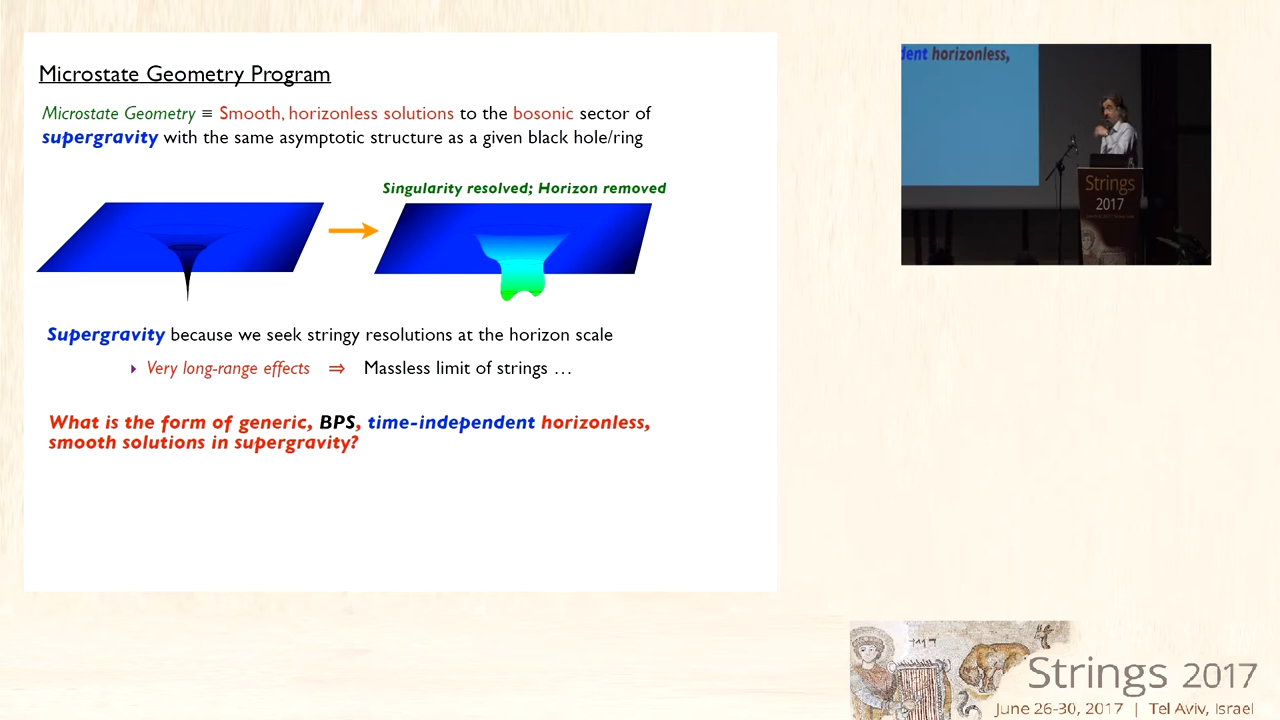 Microstate Geometry Program
Microstate Geometry ≡ Smooth, horizonless solutions to the bosonic sector of
supergravity with the same asymptotic structure as a given black hole/ring
Singularity resolved; Horizon removed
Supergravity because we seek stringy resolutions at the horizon scale
Very long-range effects ⇒ Massless limit of strings …
What is the form of generic, BPS, time-independent horizonless,
smooth solutions in supergravity?
dent horizonless,
Strings
2017
Strings 2017
June 26-30, 2017 | Tel Aviv, Israel